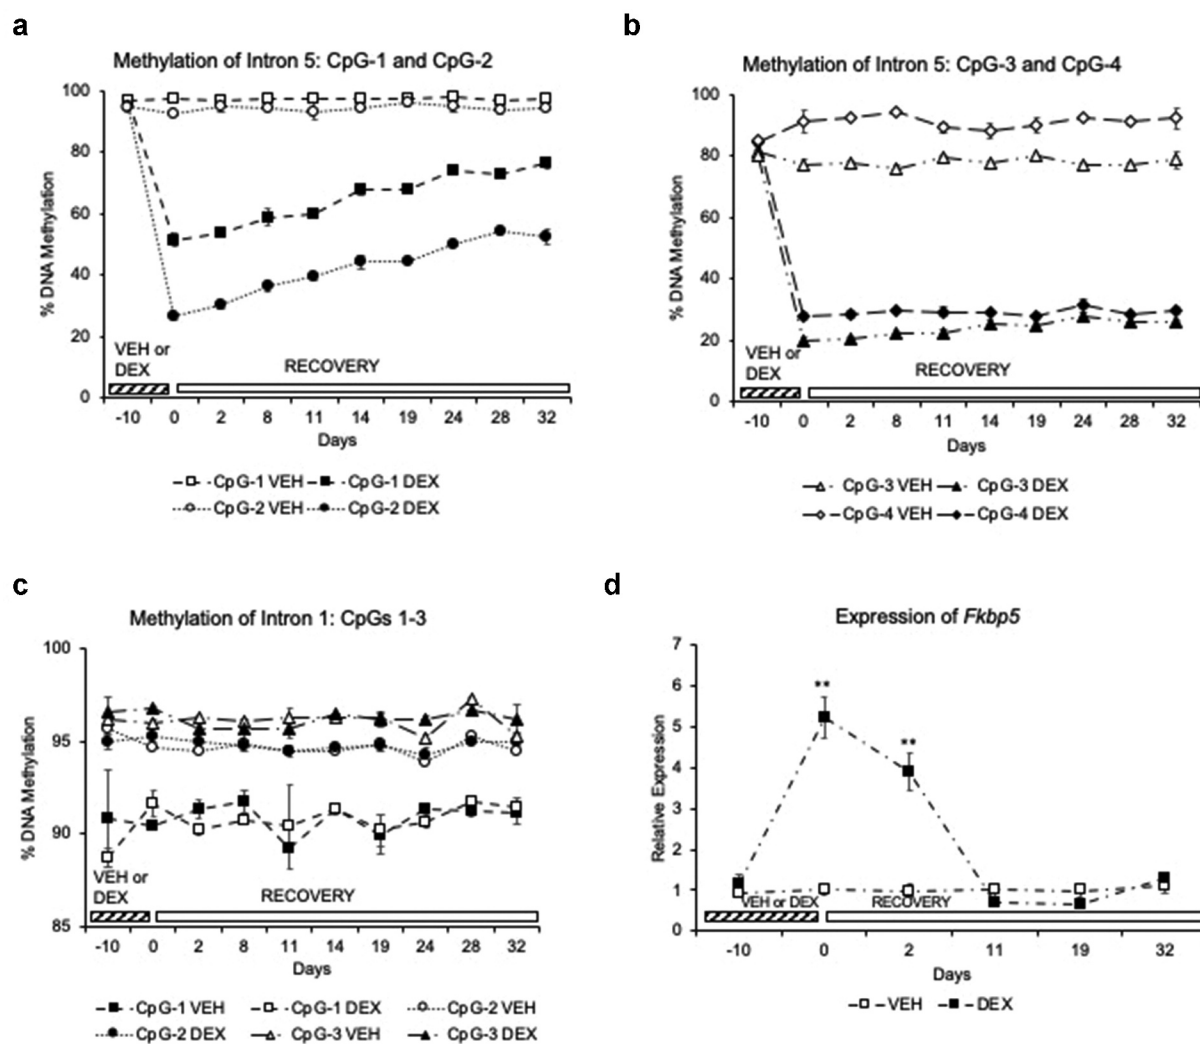 a
Methylation of Intron 5: CpG-1 and CpG-2
% DNA Methylation
100
80
60
40
20
0
VEH or
DEX
RECOVERY
-10 0 2 8 11 14 19 24 28 32
Days
CpG-1 VEH CpG-1 DEX
CpG-2 VEH CpG-2 DEX
b
Methylation of Intron 5: CpG-3 and CpG-4
% DNA Methylation
100
80
60
40
20
0
VEH or
DEX
RECOVERY
-10 0 2 8 11 14 19 24 28 32
Days
CpG-3 VEH CpG-3 DEX
CpG-4 VEH CpG-4 DEX
c
Methylation of Intron 1: CpGs 1-3
% DNA Methylation
100
95
90
85
VEH or
DEX
RECOVERY
-10 0 2 8 11 14 19 24 28 32
Days
CpG-1 VEH CpG-1 DEX CpG-2 VEH
CpG-2 DEX CpG-3 VEH CpG-3 DEX
d
Expression of Fkbp5
Relative Expression
7
6
5
4
3
2
1
0
**
**
VEH or DEX RECOVERY
-10 0 2 11 19 32
Days
VEH DEX